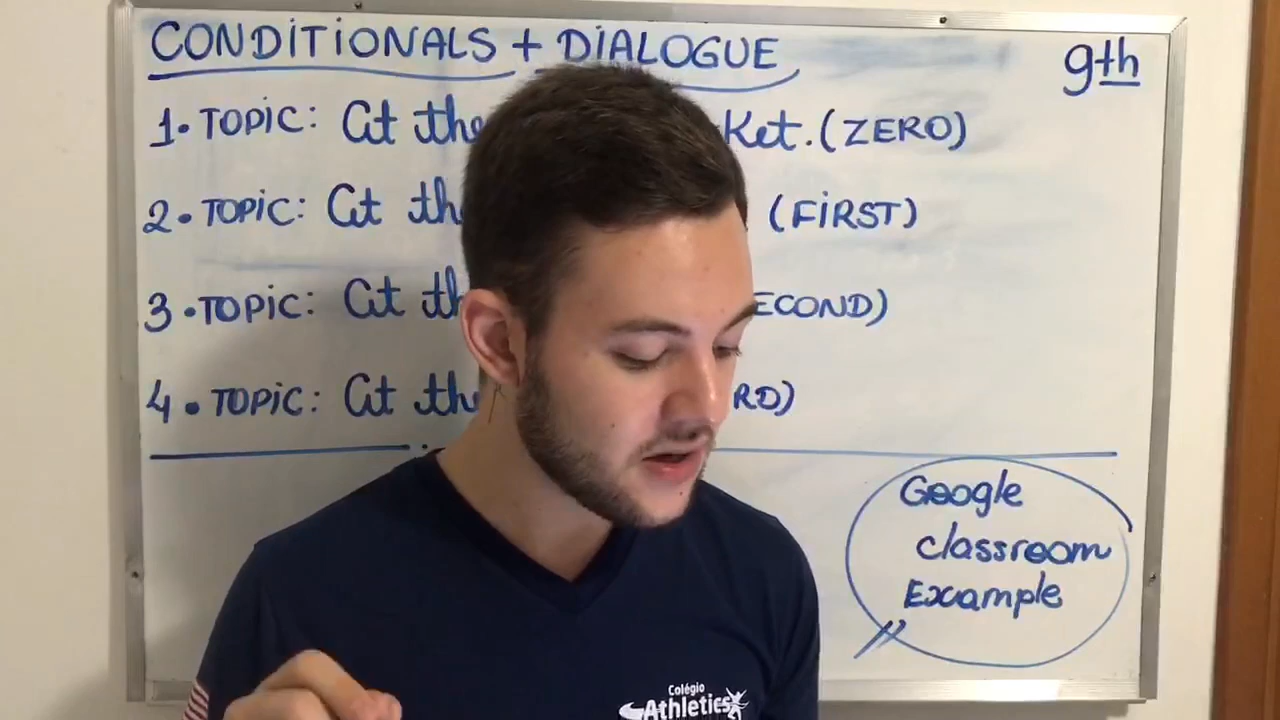 CONDITIONALS + DIALOGUE
9th
1. TOPIC: At the ket. (ZERO)
2. TOPIC: At th (FIRST)
3. TOPIC: At th ECOND)
4. TOPIC: At the RD)
Google
classroom
Example
Colégio
Athletics